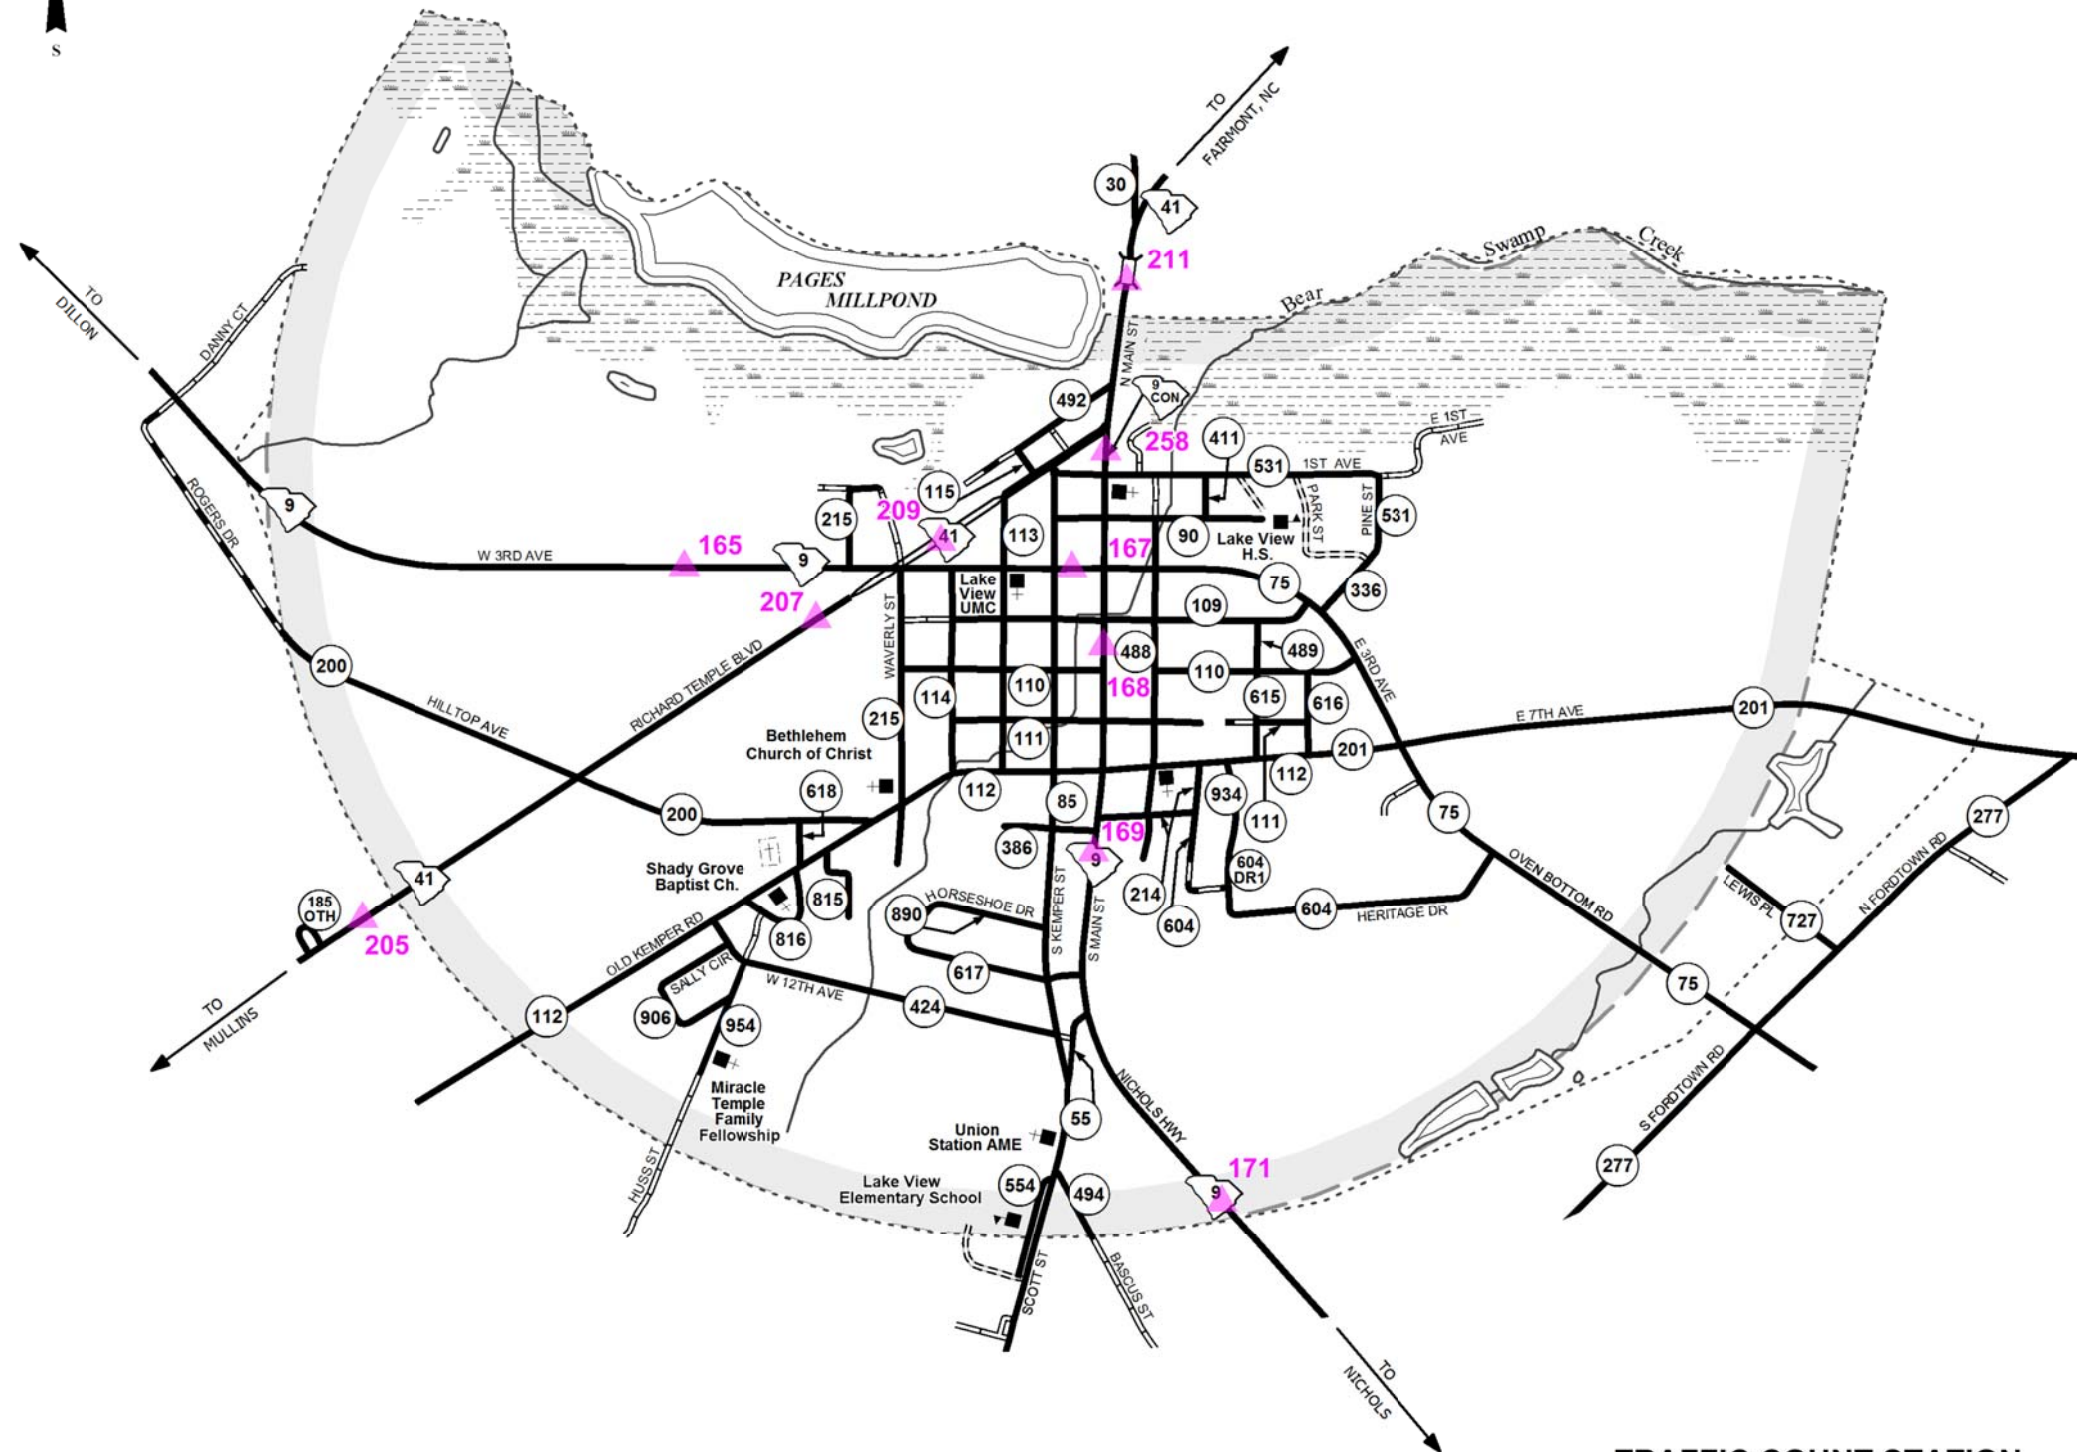 S
TO
FAIRMONT, NC
30
41
211
Swamp
Creek
Bear
PAGES
MILLPOND
TO
DILLON
DANNY CT
N MAIN ST
9
CON
492
258
411
E 1ST
AVE
531
1ST AVE
115
PARK ST
PINE ST
531
9
ROGERS DR
215
209
41
113
90
Lake View
H.S.
W 3RD AVE
165
9
167
75
336
Lake
View
UMC
207
WAVERLY ST
109
488
489
E 3RD AVE
200
RICHARD TEMPLE BLVD
114
110
168
110
615
616
HILLTOP AVE
215
111
E 7TH AVE
201
201
Bethlehem
Church of Christ
618
112
85
934
112
111
75
277
200
386
169
9
N FORDTOWN RD
Shady Grove
Baptist Ch.
815
604
DR1
OVEN BOTTOM RD
LEWIS PL
727
41
185
OTH
205
816
890
HORSESHOE DR
S KEMPER ST
S MAIN ST
214
604
604
HERITAGE DR
OLD KEMPER RD
SALLY CIR
617
W 12TH AVE
75
TO
MULLINS
112
906
954
424
Miracle
Temple
Family
Fellowship
NICHOLS HWY
S FORDTOWN RD
55
Union
Station AME
HUSS ST
Lake View
Elementary School
554
494
9
171
277
SCOTT ST
BASCUS ST
TO
NICHOLS